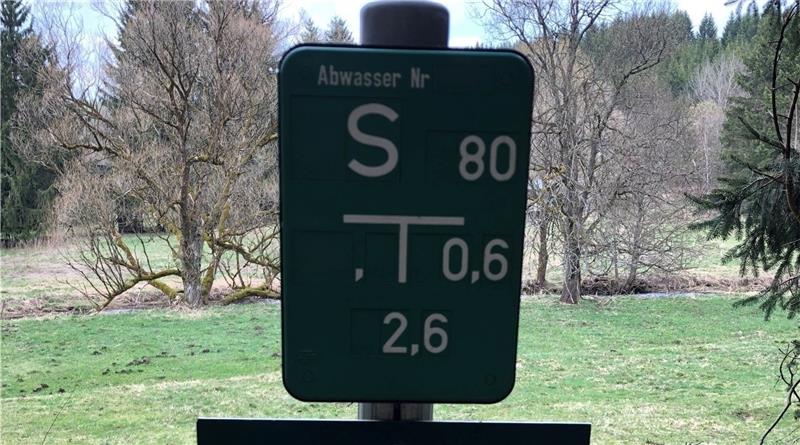 Abwasser Nr
S 80
, T 0,6
2,6